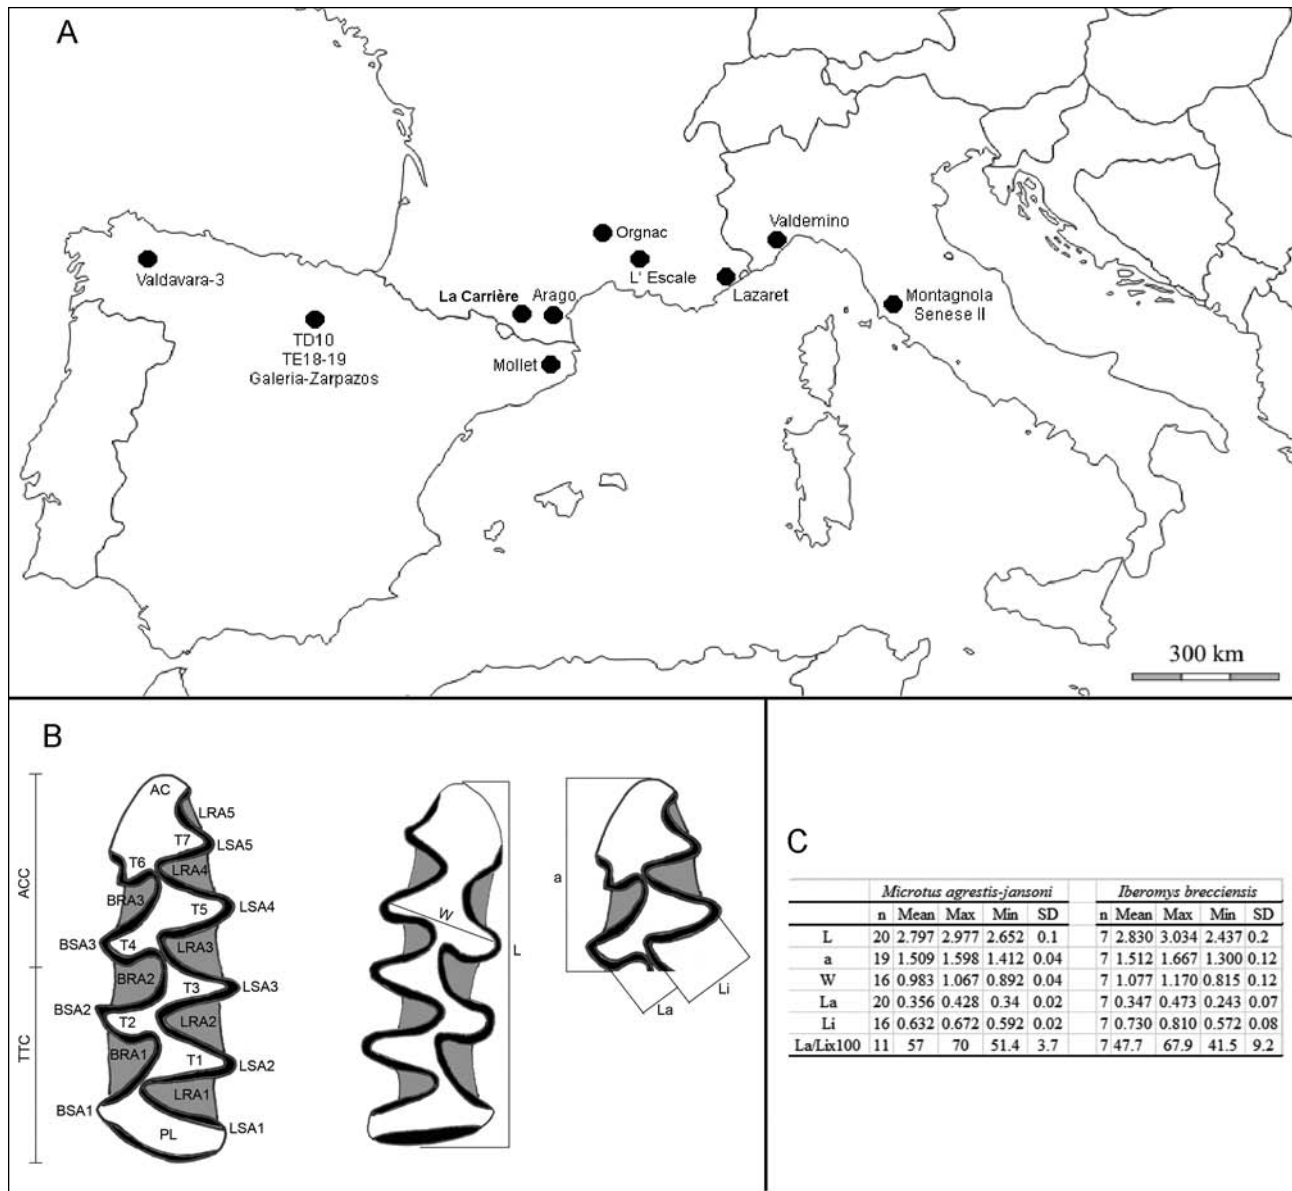 A
Orgnac
Valdemino
Valdavara-3
L' Escale
La Carrière
Arago
Lazaret
Montagnola
Senese II
TD10
TE18-19
Galeria-Zarpazos
Mollet
300 km
B
AC
LRA5
T7
LSA5
T6
LRA4
ACC
BRA3
T5
LSA4
BSA3
T4
LRA3
BRA2
T3
LSA3
BSA2
T2
LRA2
TTC
BRA1
T1
LSA2
BSA1
LRA1
PL
LSA1
W
L
a
La
Li
C
Microtus agrestis-jansoni Iberomys brecciensis
n Mean Max Min SD n Mean Max Min SD
L 20 2.797 2.977 2.652 0.1 7 2.830 3.034 2.437 0.2
a 19 1.509 1.598 1.412 0.04 7 1.512 1.667 1.300 0.12
W 16 0.983 1.067 0.892 0.04 7 1.077 1.170 0.815 0.12
La 20 0.356 0.428 0.34 0.02 7 0.347 0.473 0.243 0.07
Li 16 0.632 0.672 0.592 0.02 7 0.730 0.810 0.572 0.08
La/Lix100 11 57 70 51.4 3.7 7 47.7 67.9 41.5 9.2